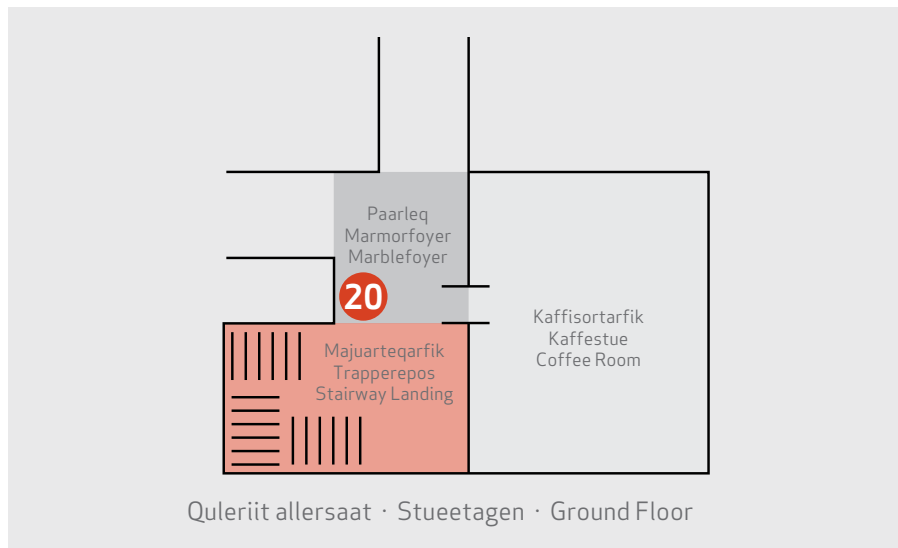 Paarleq
Marmorfoyer
Marblefoyer
20
Kaffisortarfik
Kaffestue
Coffee Room
Majuarteqarfik
Trapperepos
Stairway Landing
Quleriit allersaat · Stueetagen · Ground Floor